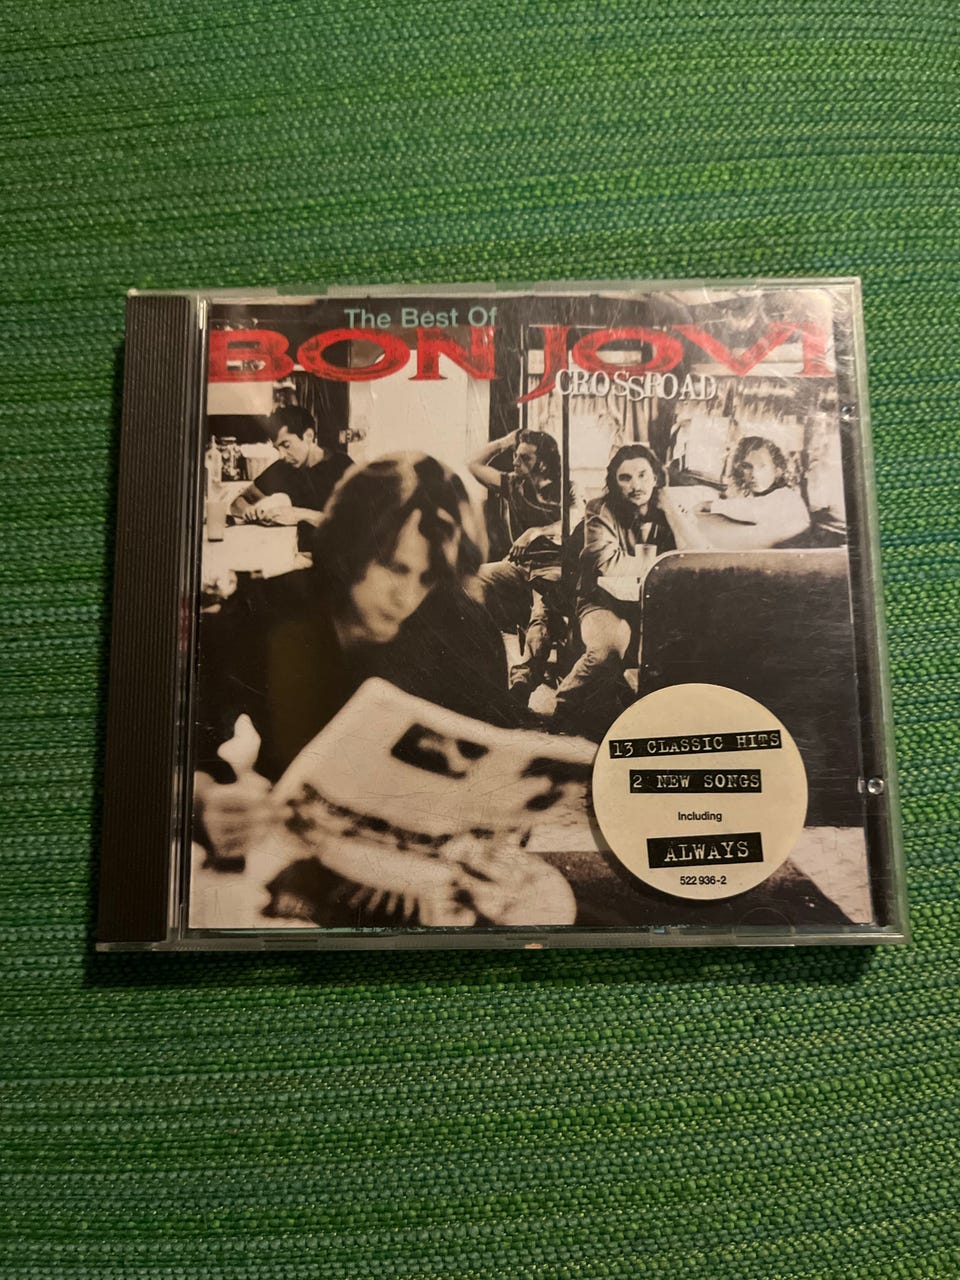 The Best Of
BON JOVI
CROSSROAD
13 CLASSIC HITS
2 NEW SONGS
Including
ALWAYS
522 936-2